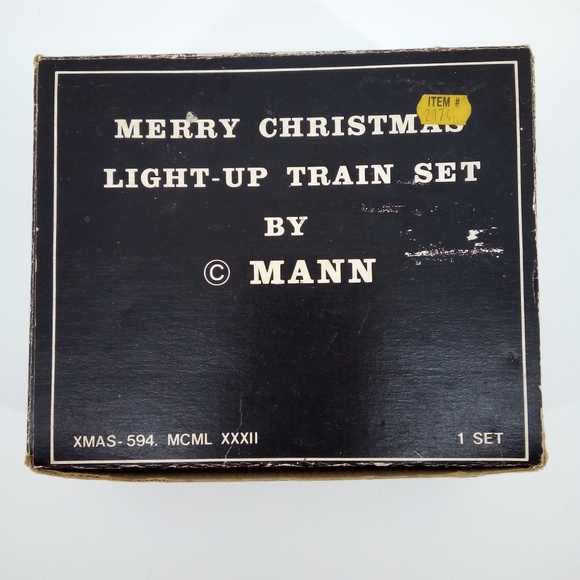 ITEM #
MERRY CHRISTMAS
LIGHT-UP TRAIN SET
BY
© MANN
XMAS-594. MCML XXXII
1 SET